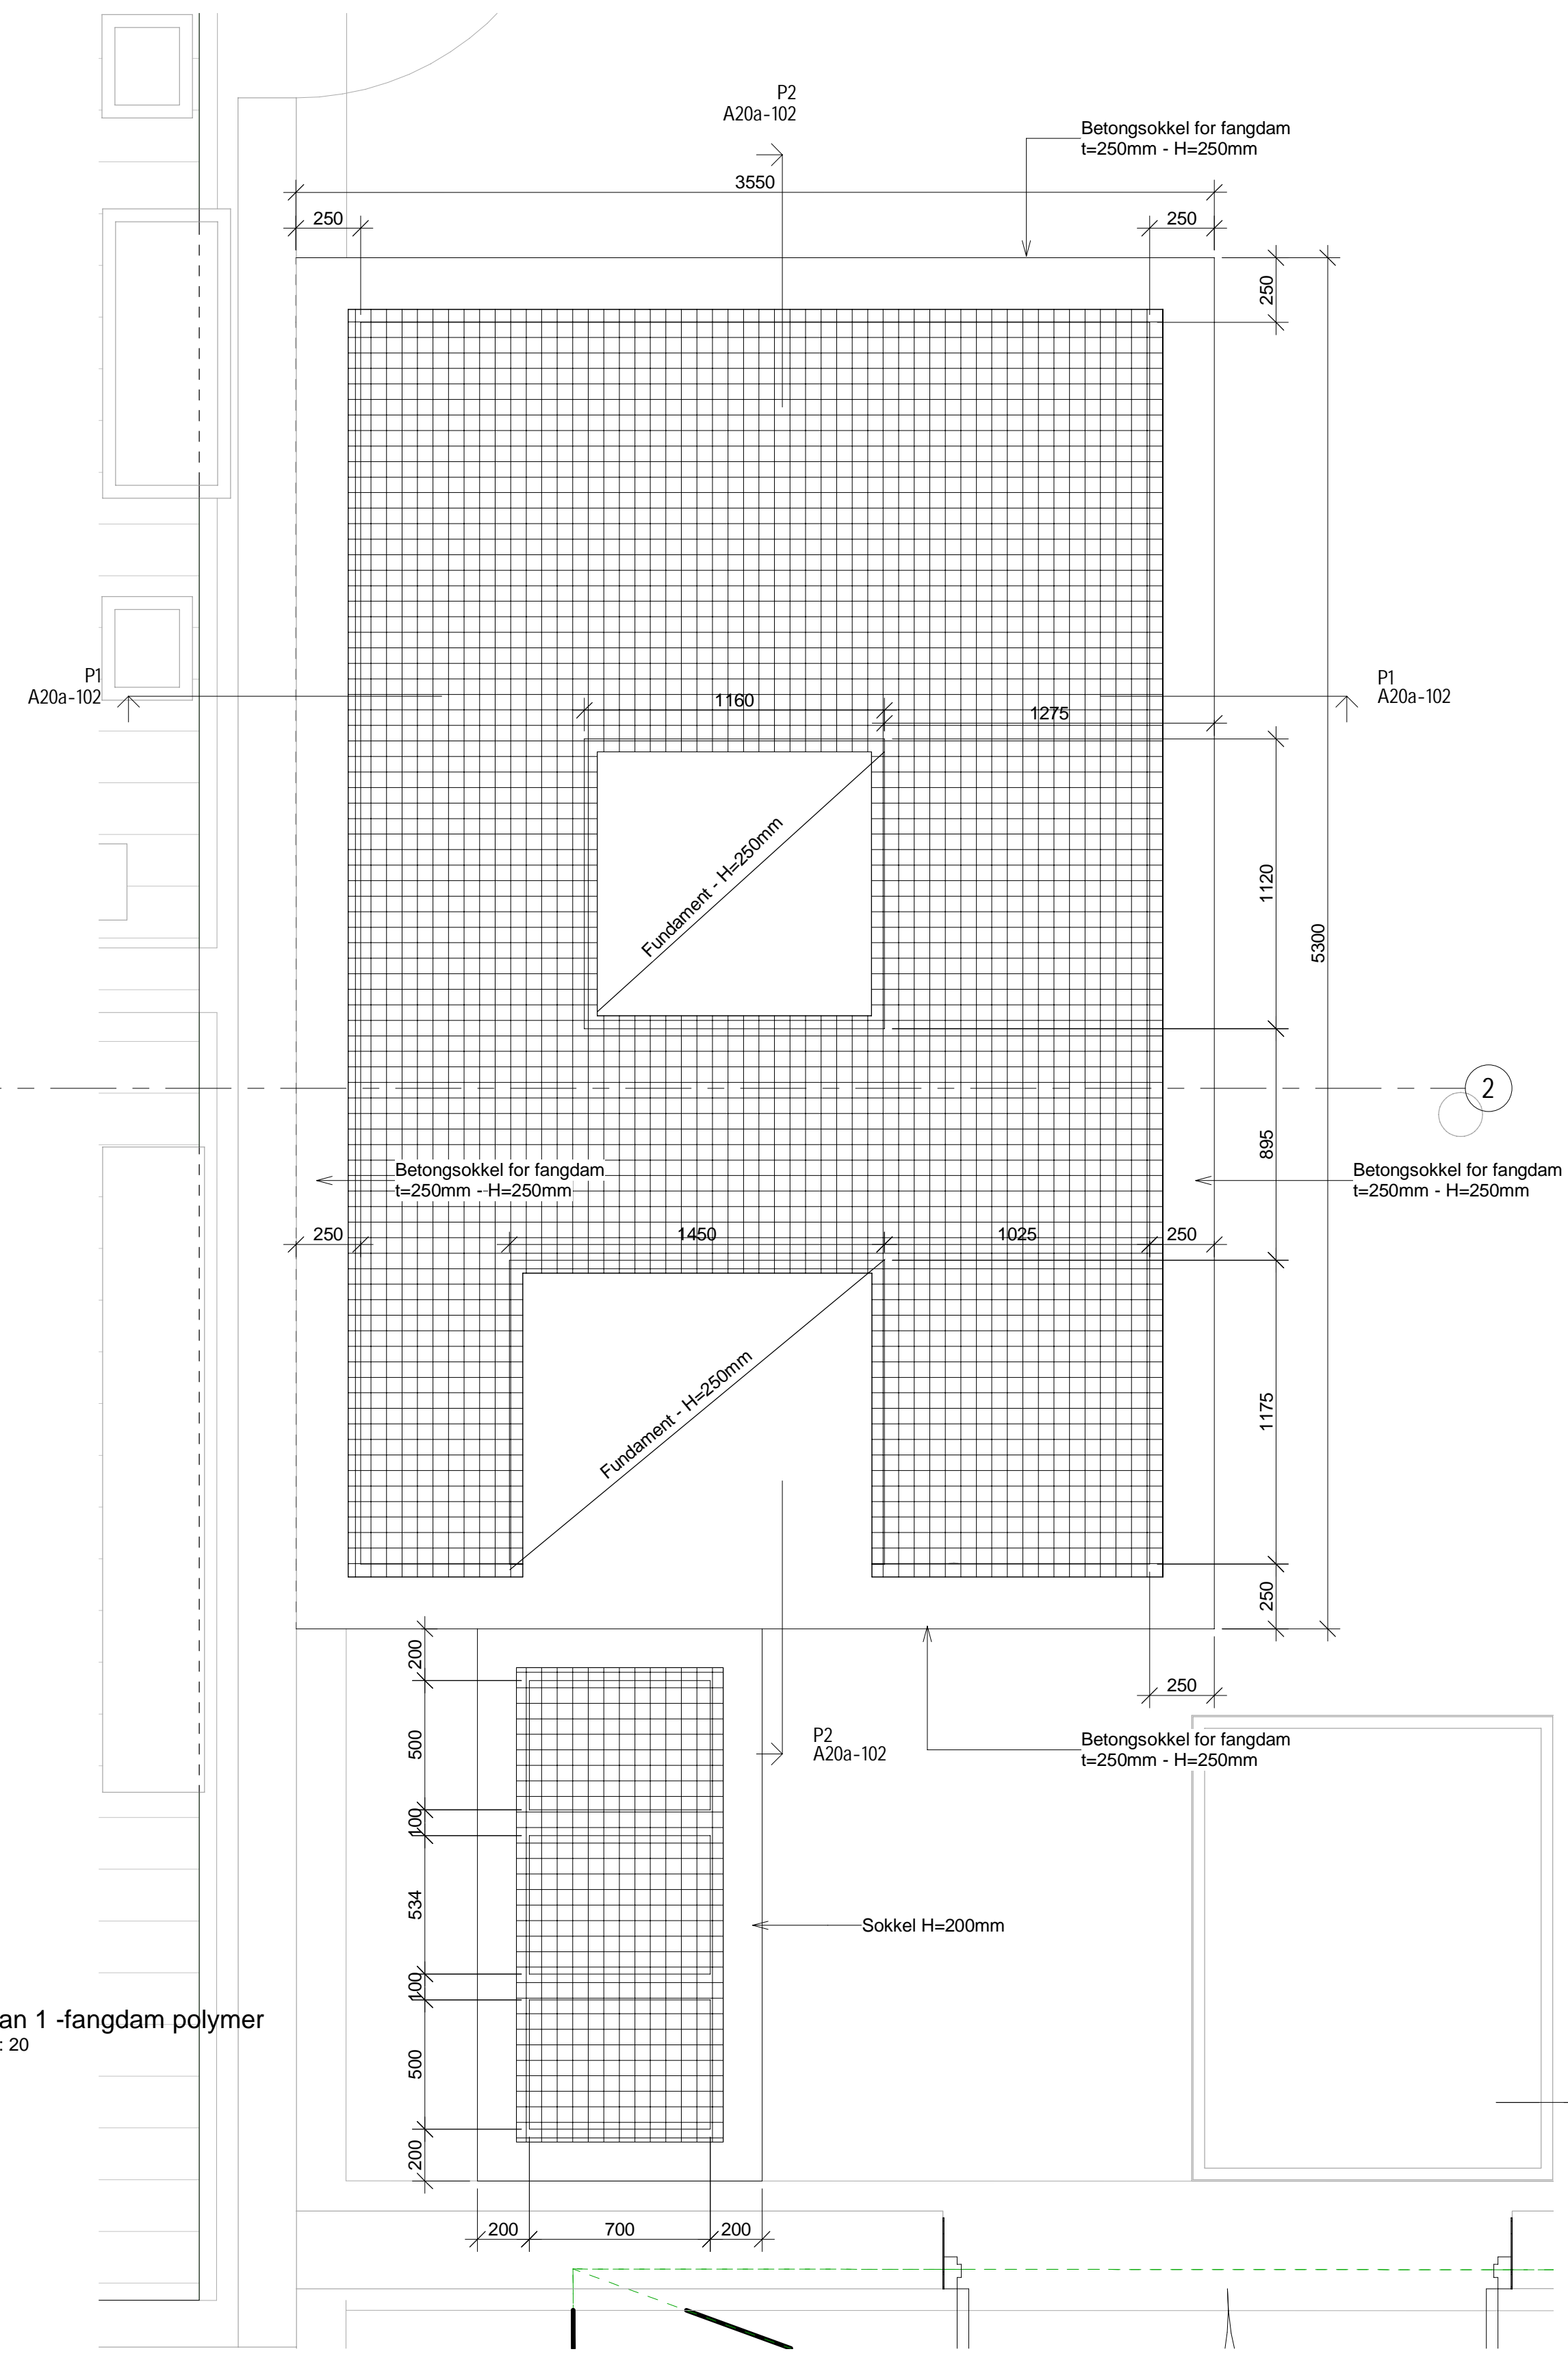 P2
A20a-102
Betongsokkel for fangdam
t=250mm - H=250mm
3550
250
250
250
P1
A20a-102
P1
A20a-102
1160
1275
Fundament - H=250mm
1120
5300
2
895
Betongsokkel for fangdam
t=250mm - H=250mm
Betongsokkel for fangdam
t=250mm - H=250mm
250
1450
1025
250
Fundament - H=250mm
1175
250
200
250
500
P2
A20a-102
Betongsokkel for fangdam
t=250mm - H=250mm
100
534
Sokkel H=200mm
100
an 1 -fangdam polymer
: 20
500
200
200
700
200